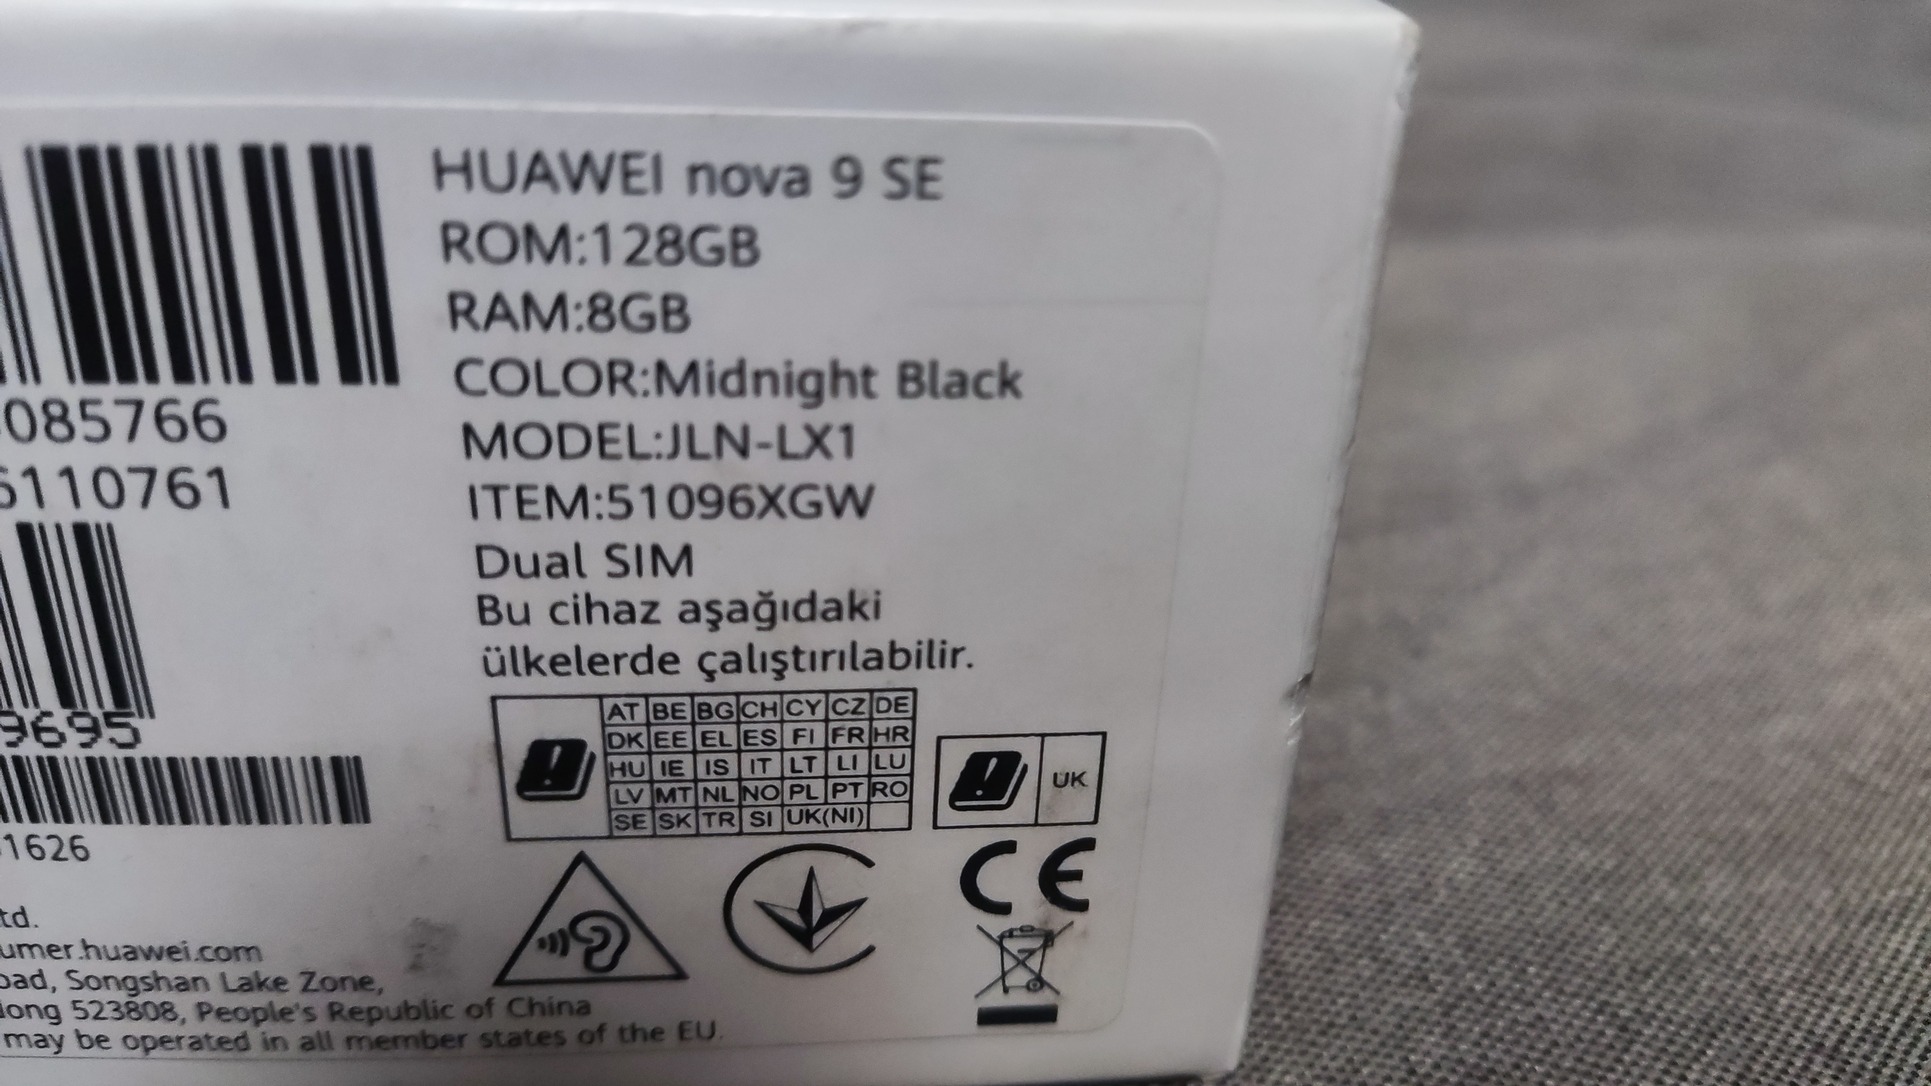 HUAWEI nova 9 SE
ROM:128GB
RAM:8GB
COLOR:Midnight Black
MODEL:JLN-LX1
ITEM:51096XGW
Dual SIM
Bu cihaz aşağıdaki
ülkelerde çalıştırılabilir.
AT BE BG CH CY CZ DE
DK EE EL ES FI FR HR
HU IE IS IT LT LI LU
LV MT NL NO PL PT RO
SE SK TR SI UK(NI)
UK
CE
085766
110761
9695
1626
td.
umer.huawei.com
oad, Songshan Lake Zone,
long 523808, People's Republic of China
may be operated in all member states of the EU.